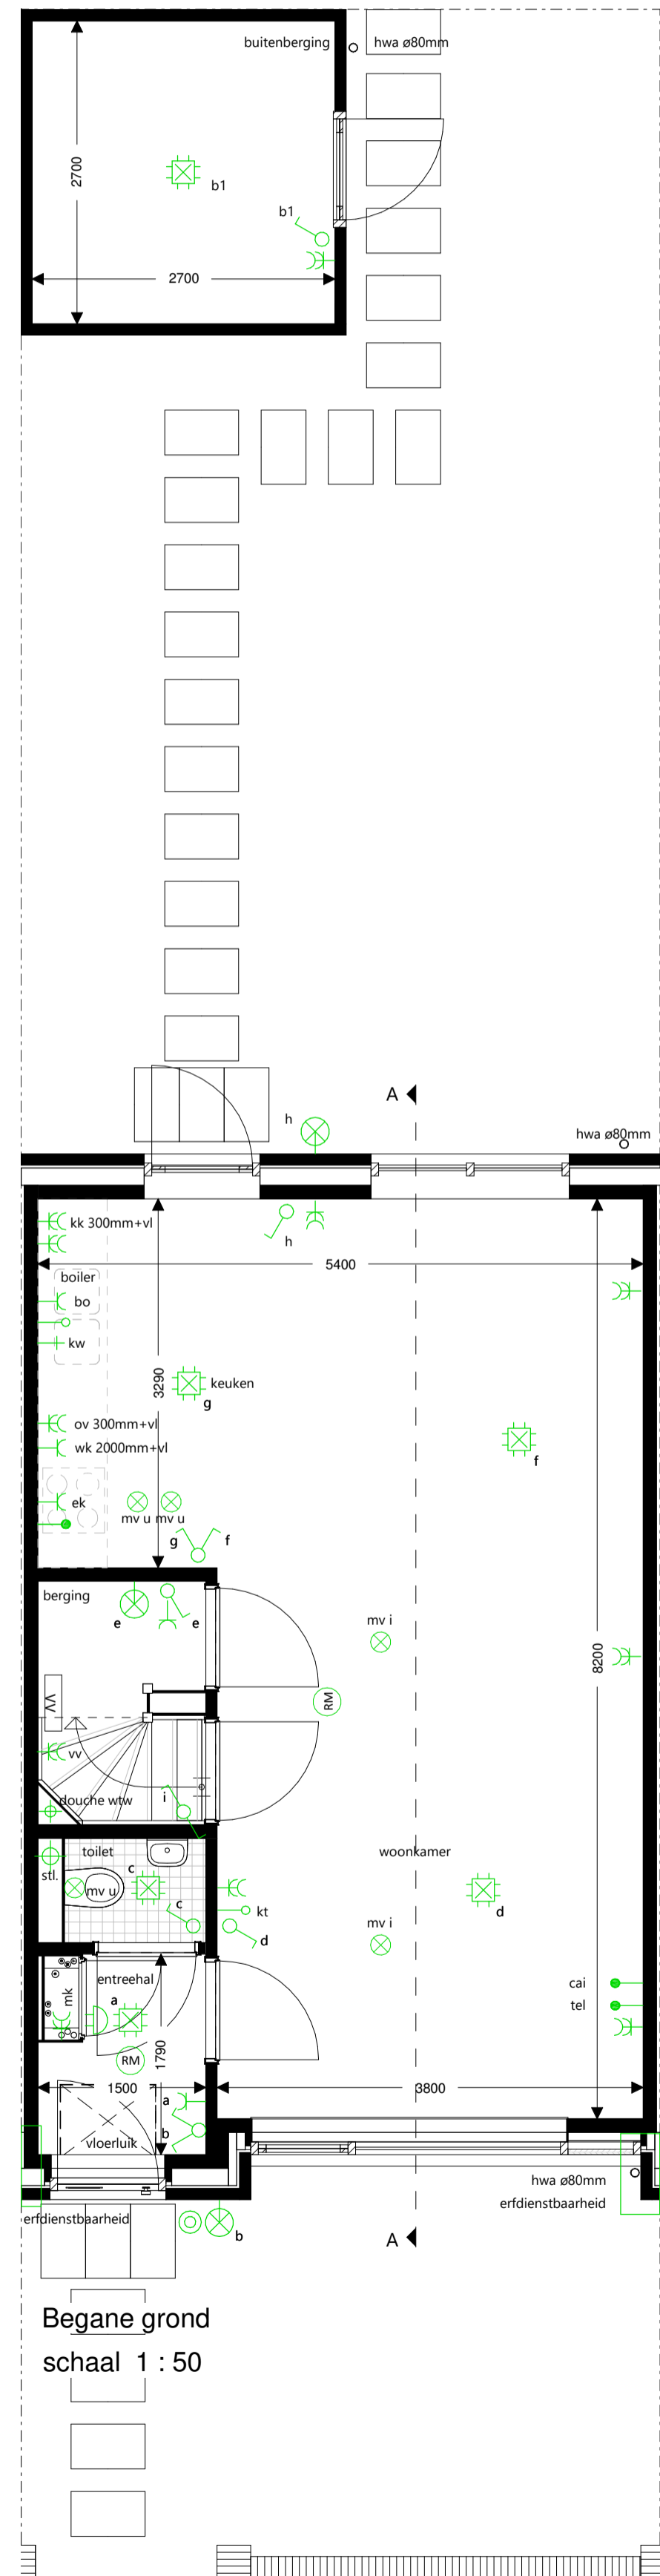 buitenberging
hwa ø80mm
2700
b1
b1
2700
A
h
hwa ø80mm
kk 300mm+vl
h
5400
boiler
bo
kw
3290
keuken
g
ov 300mm+vl
wk 2000mm+vl
f
ek
mv u mv u
g
f
berging
e
e
mv i
8200
RM
VV
vv
i
douche wtw
toilet
c
woonkamer
stl.
mv u
c
kt
d
d
mv i
entreehal
cai
mk
a
tel
RM
1790
1500
3800
a
b
vloerluik
hwa ø80mm
erfdienstbaarheid
erfdienstbaarheid
b
A
Begane grond
schaal 1 : 50